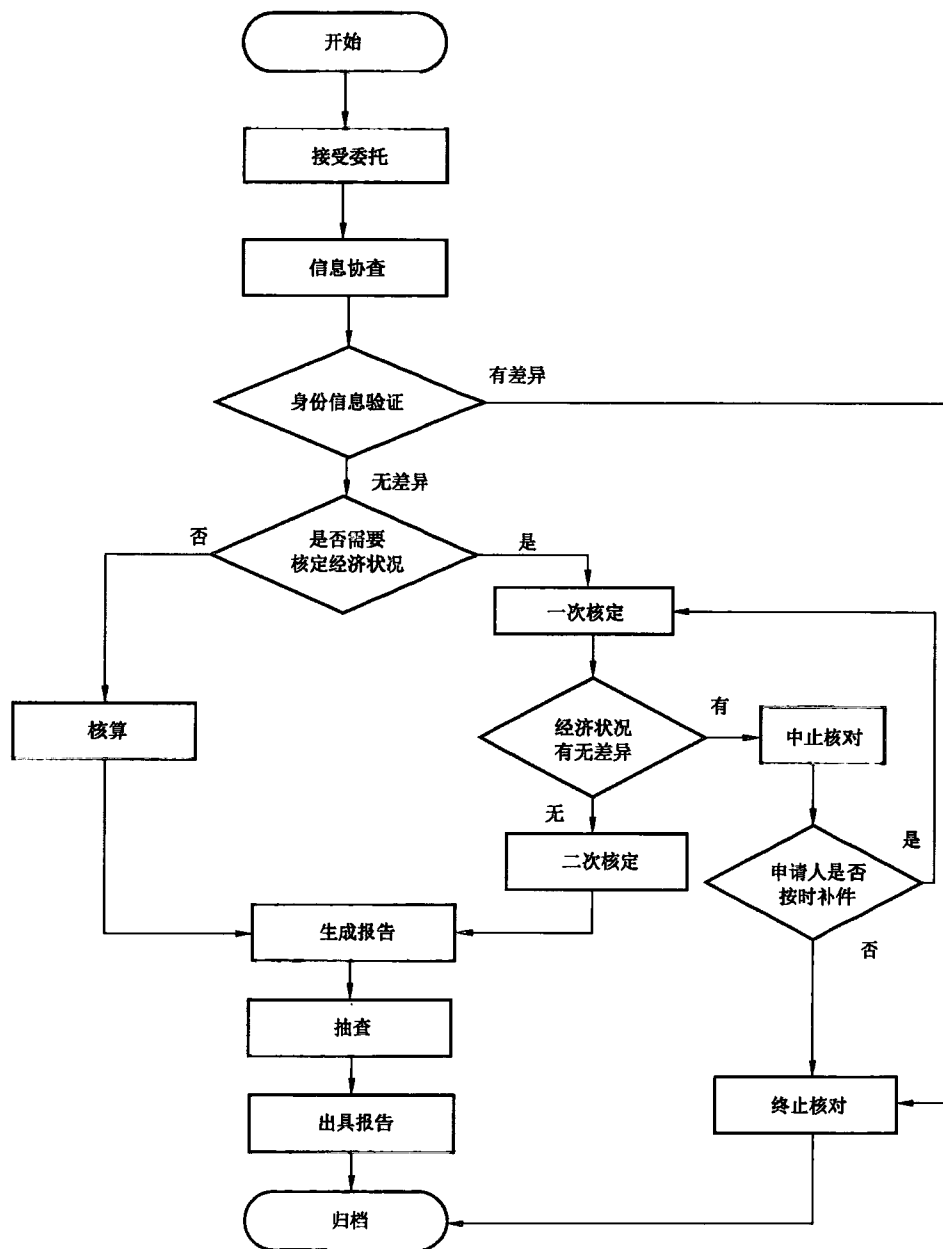 开始
接受委托
信息协查
身份信息验证
有差异
无差异
是否需要
核定经济状况
否
是
一次核定
核算
经济状况
有无差异
有
中止核对
无
二次核定
申请人是否
按时补件
是
否
生成报告
抽查
出具报告
终止核对
归档